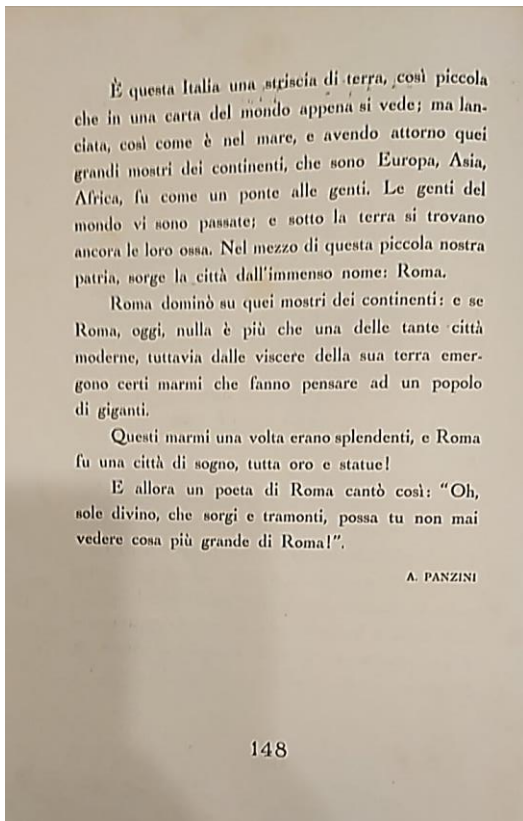 È questa Italia una striscia di terra, così piccola
che in una carta del mondo appena si vede; ma lan-
ciata, così come è nel mare, e avendo attorno quei
grandi mostri dei continenti, che sono Europa, Asia,
Africa, fu come un ponte alle genti. Le genti del
mondo vi sono passate; e sotto la terra si trovano
ancora le loro ossa. Nel mezzo di questa piccola nostra
patria, sorge la città dall'immenso nome: Roma.
Roma dominò su quei mostri dei continenti: e se
Roma, oggi, nulla è più che una delle tante città
moderne, tuttavia dalle viscere della sua terra emer-
gono certi marmi che fanno pensare ad un popolo
di giganti.
Questi marmi una volta erano splendenti, e Roma
fu una città di sogno, tutta oro e statue!
E allora un poeta di Roma cantò così: "Oh,
sole divino, che sorgi e tramonti, possa tu non mai
vedere cosa più grande di Roma!".
A. PANZINI
148